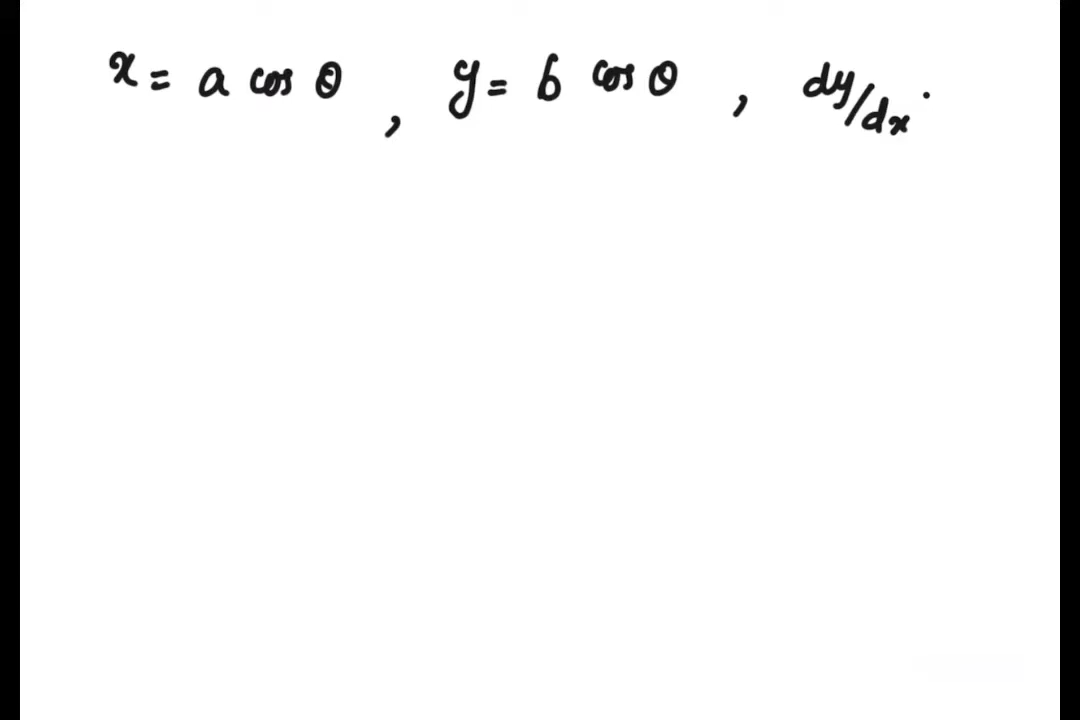 x = a cos θ , y = b cos θ , dy/dx .